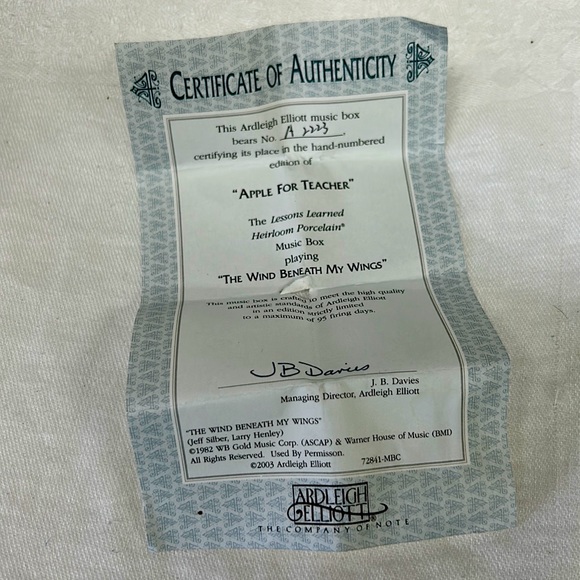 CERTIFICATE OF AUTHENTICITY
This Ardleigh Elliott music box
bears No. A 2223,
certifying its place in the hand-numbered
edition of
"APPLE FOR TEACHER"
The Lessons Learned
Heirloom Porcelain®
Music Box
playing
"THE WIND BENEATH MY WINGS"
This music box is crafted to meet the high quality
and artistic standards of Ardleigh Elliott
in an edition strictly limited
to a maximum of 95 firing days.
JB Davies
J. B. Davies
Managing Director, Ardleigh Elliott
"THE WIND BENEATH MY WINGS"
(Jeff Silber, Larry Henley)
©1982 WB Gold Music Corp. (ASCAP) & Warner House of Music (BMI)
All Rights Reserved. Used By Permisson.
©2003 Ardleigh Elliott 72841-MBC
ARDLEIGH
ELLIOTT®
THE COMPANY OF NOTE